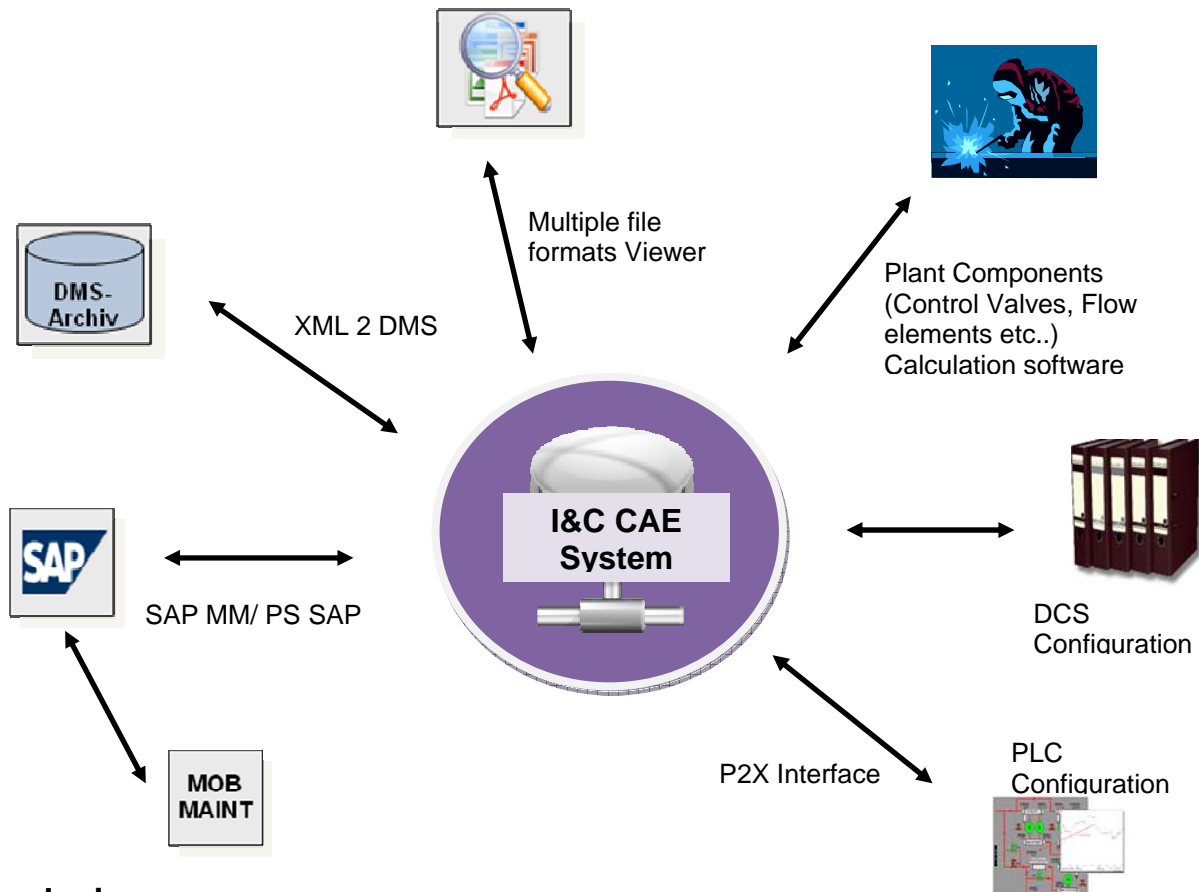 Multiple file
formats Viewer
DMS-
Archiv
XML 2 DMS
Plant Components
(Control Valves, Flow
elements etc..)
Calculation software
I&C CAE
System
SAP
SAP MM/ PS SAP
DCS
Configuration
MOB
MAINT
P2X Interface
PLC
Configuration